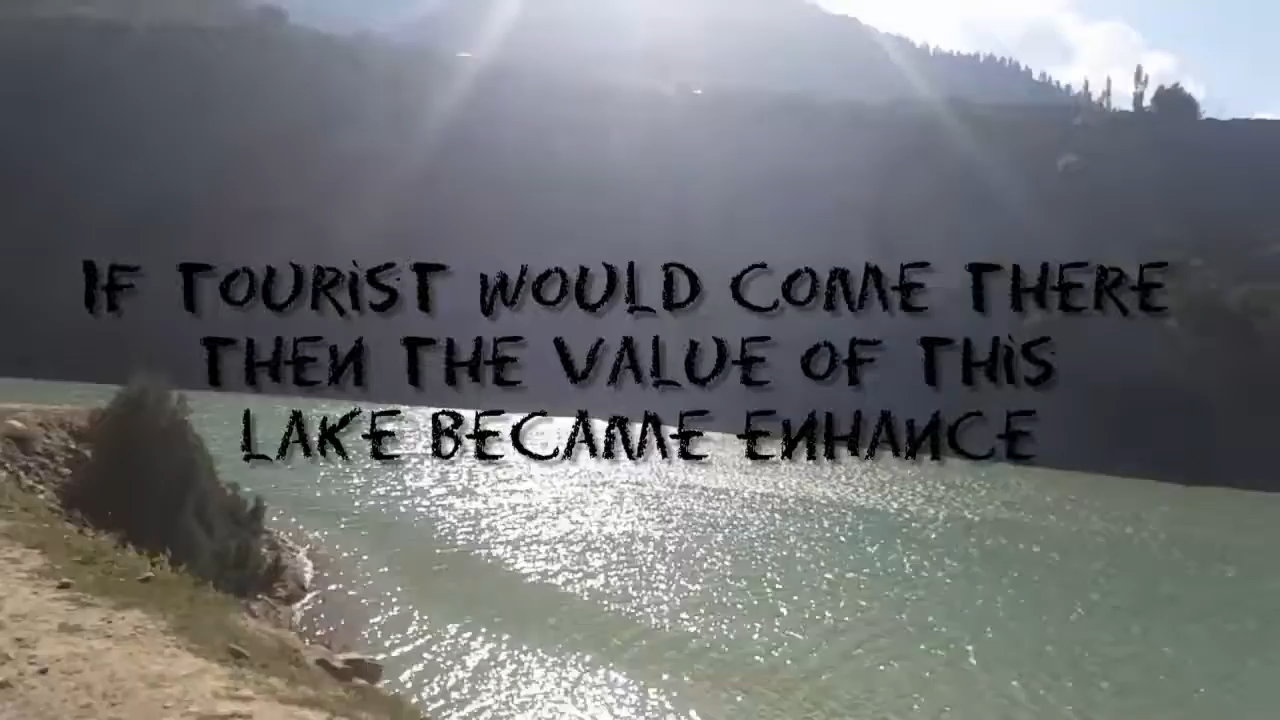 IF TOURIST WOULD COME THERE
THEN THE VALUE OF THIS
LAKE BECAME ENHANCE